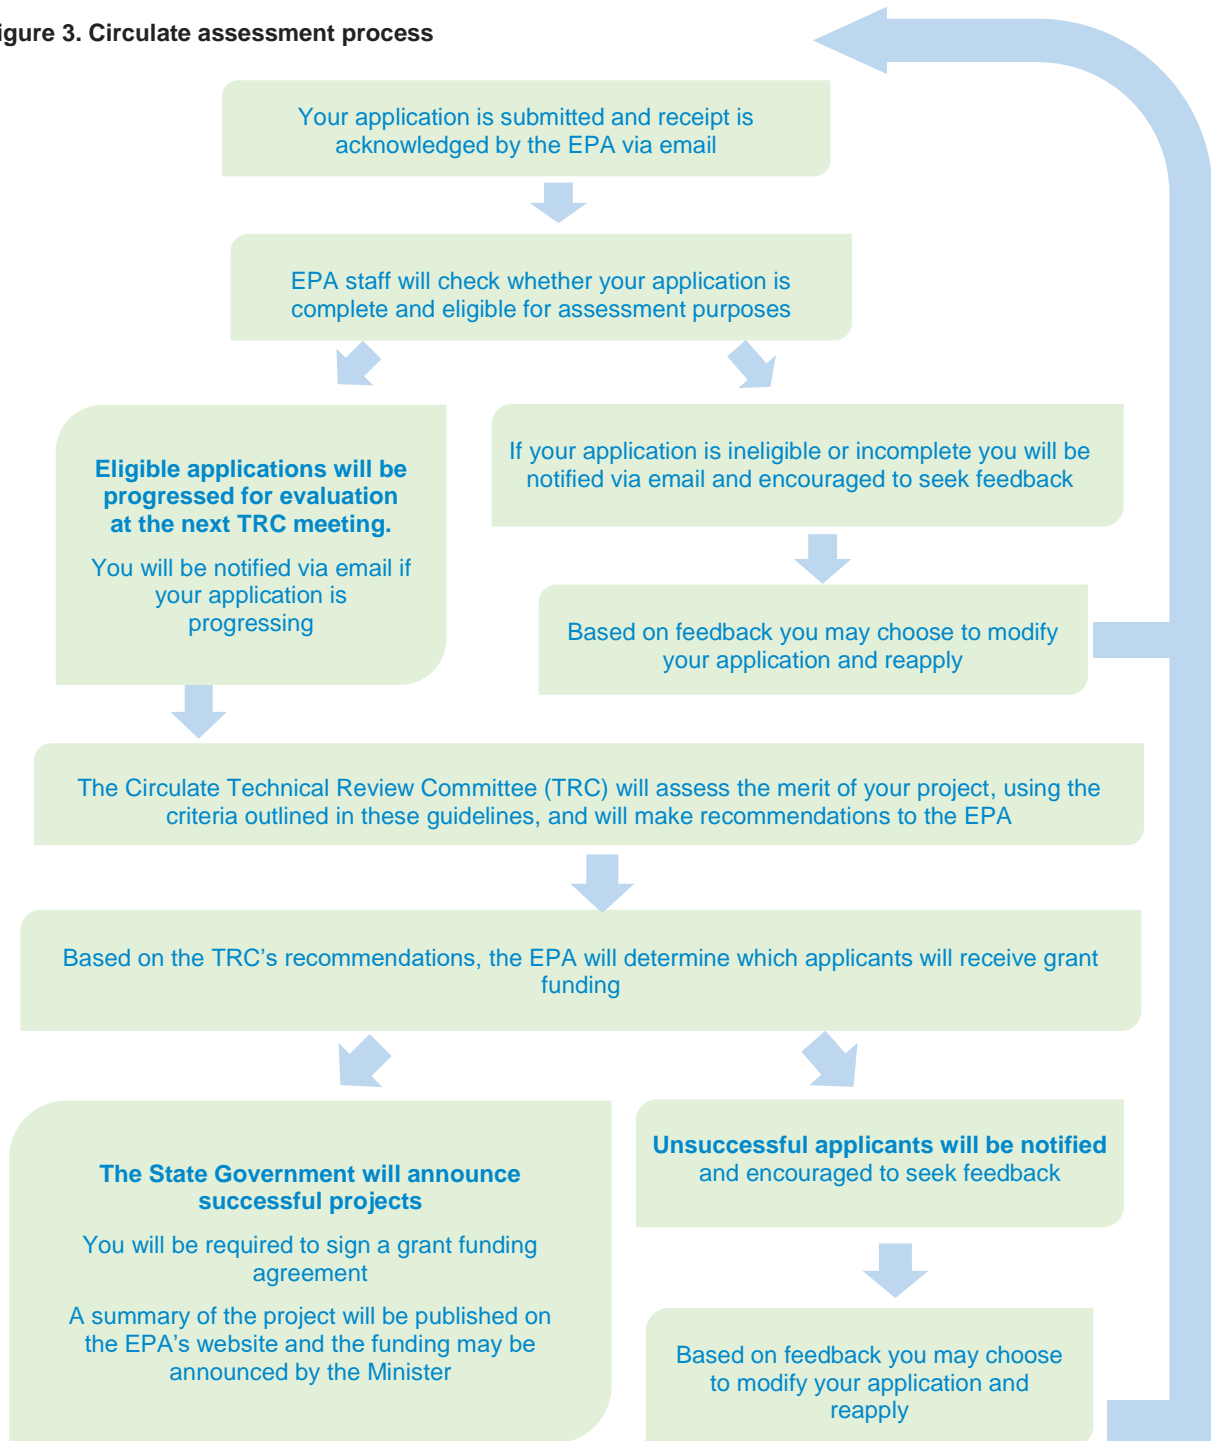 igure 3. Circulate assessment process
Your application is submitted and receipt is
acknowledged by the EPA via email
EPA staff will check whether your application is
complete and eligible for assessment purposes
Eligible applications will be
progressed for evaluation
at the next TRC meeting.
You will be notified via email if
your application is
progressing
If your application is ineligible or incomplete you will be
notified via email and encouraged to seek feedback
Based on feedback you may choose to modify
your application and reapply
The Circulate Technical Review Committee (TRC) will assess the merit of your project, using the
criteria outlined in these guidelines, and will make recommendations to the EPA
Based on the TRC’s recommendations, the EPA will determine which applicants will receive grant
funding
The State Government will announce
successful projects
You will be required to sign a grant funding
agreement
A summary of the project will be published on
the EPA’s website and the funding may be
announced by the Minister
Unsuccessful applicants will be notified
and encouraged to seek feedback
Based on feedback you may choose
to modify your application and
reapply